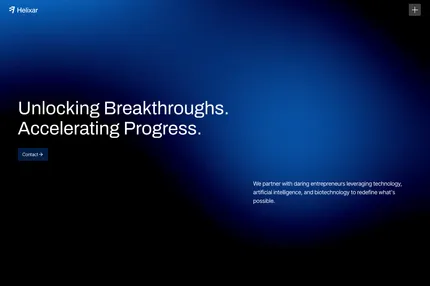 Helixar
Unlocking Breakthroughs.
Accelerating Progress.
Contact
We partner with daring entrepreneurs leveraging technology,
artificial intelligence, and biotechnology to redefine what's
possible.